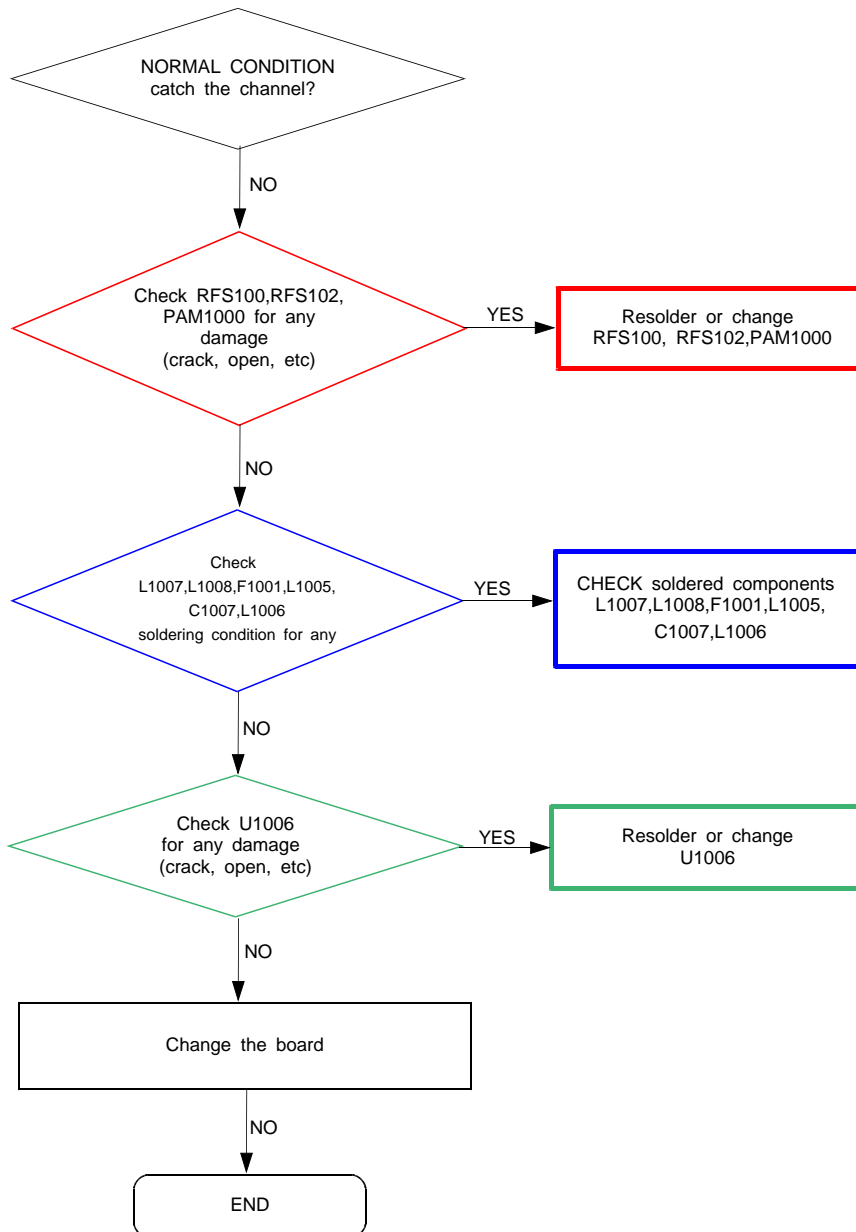 NORMAL CONDITION
catch the channel?
NO
Check RFS100,RFS102,
PAM1000 for any
damage
(crack, open, etc)
YES
Resolder or change
RFS100, RFS102,PAM1000
NO
Check
L1007,L1008,F1001,L1005,
C1007,L1006
soldering condition for any
YES
CHECK soldered components
L1007,L1008,F1001,L1005,
C1007,L1006
NO
Check U1006
for any damage
(crack, open, etc)
YES
Resolder or change
U1006
NO
Change the board
NO
END